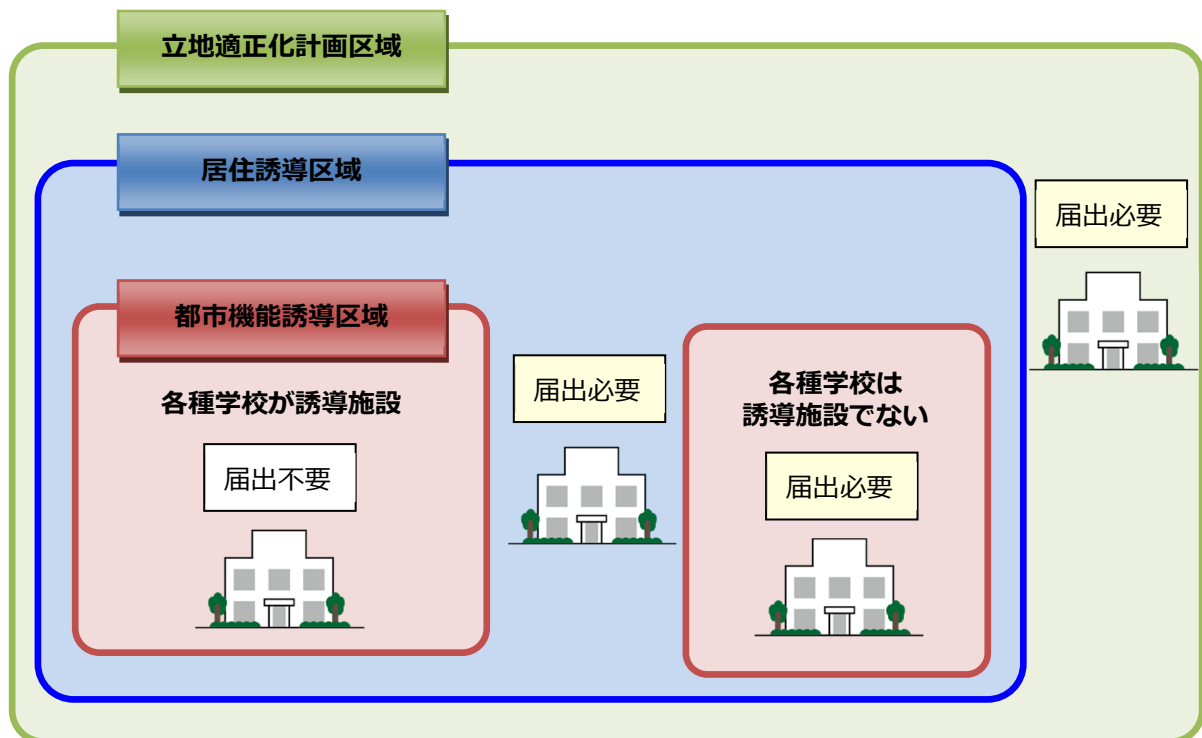 立地適正化計画区域
居住誘導区域
届出必要
都市機能誘導区域
各種学校が誘導施設
届出不要
届出必要
各種学校は
誘導施設でない
届出必要